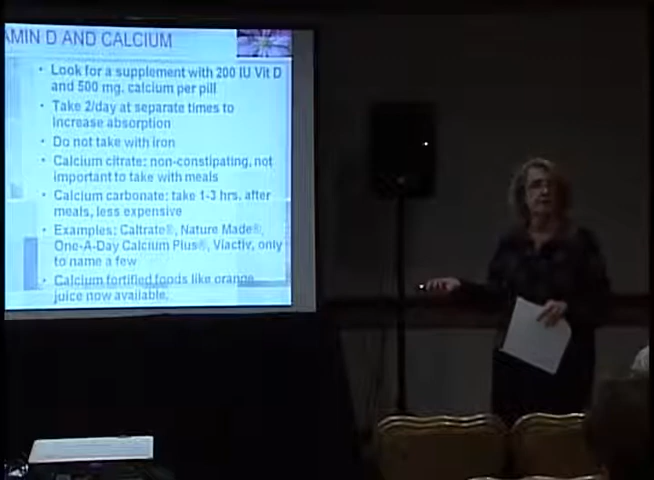 AMIN D AND CALCIUM
• Look for a supplement with 200 IU Vit D
and 500 mg. calcium per pill
• Take 2/day at separate times to
increase absorption
• Do not take with iron
• Calcium citrate: non-constipating, not
important to take with meals
• Calcium carbonate: take 1-3 hrs. after
meals, less expensive
• Examples: Caltrate®, Nature Made®,
One-A-Day Calcium Plus®, Viactiv, only
to name a few
• Calcium fortified foods like orange
juice now available.